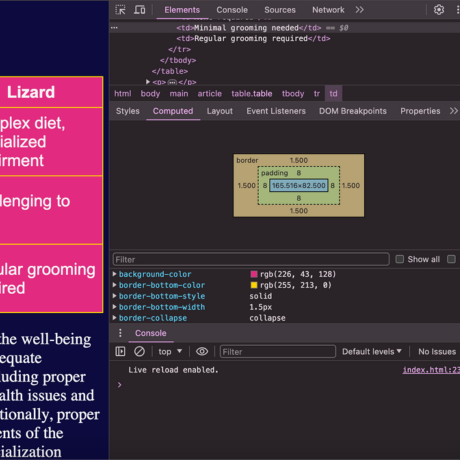 Elements
Console
Sources
Network
<td>Minimal grooming needed</td> == $0
<td>Regular grooming required</td>
</tr>
</tbody>
</table>
<p></p>
html body main article table.table tbody tr td
Styles Computed Layout Event Listeners DOM Breakpoints Properties
border 1.500
padding 8
1.500 8 165.516×82.500 8 1.500
8
1.500
Filter
Show all
background-color rgb(226, 43, 128)
border-bottom-color rgb(255, 213, 0)
border-bottom-style solid
border-bottom-width 1.5px
border-collapse collapse
Console
top
Filter
Default levels
No Issues
Live reload enabled.
index.html:23
Lizard
plex diet,
ialized
irment
lenging to
ular grooming
ired
the well-being
equate
uding proper
alth issues and
tionally, proper
ents of the
ialization